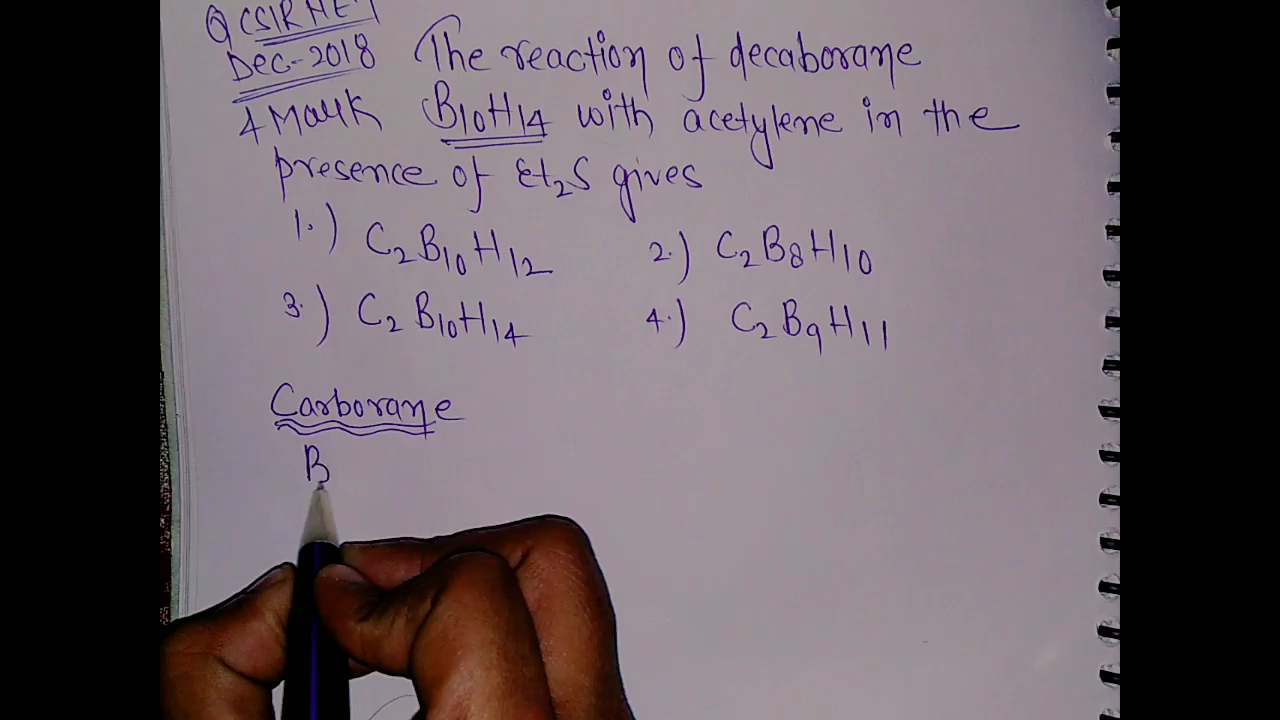 Q CSIR NET
Dec-2018 The reaction of decaborane
4 Mark B₁₀H₁₄ with acetylene in the
presence of Et₂S gives
1.) C₂B₁₀H₁₂ 2.) C₂B₈H₁₀
3.) C₂B₁₀H₁₄ 4.) C₂B₉H₁₁
Carborane
B